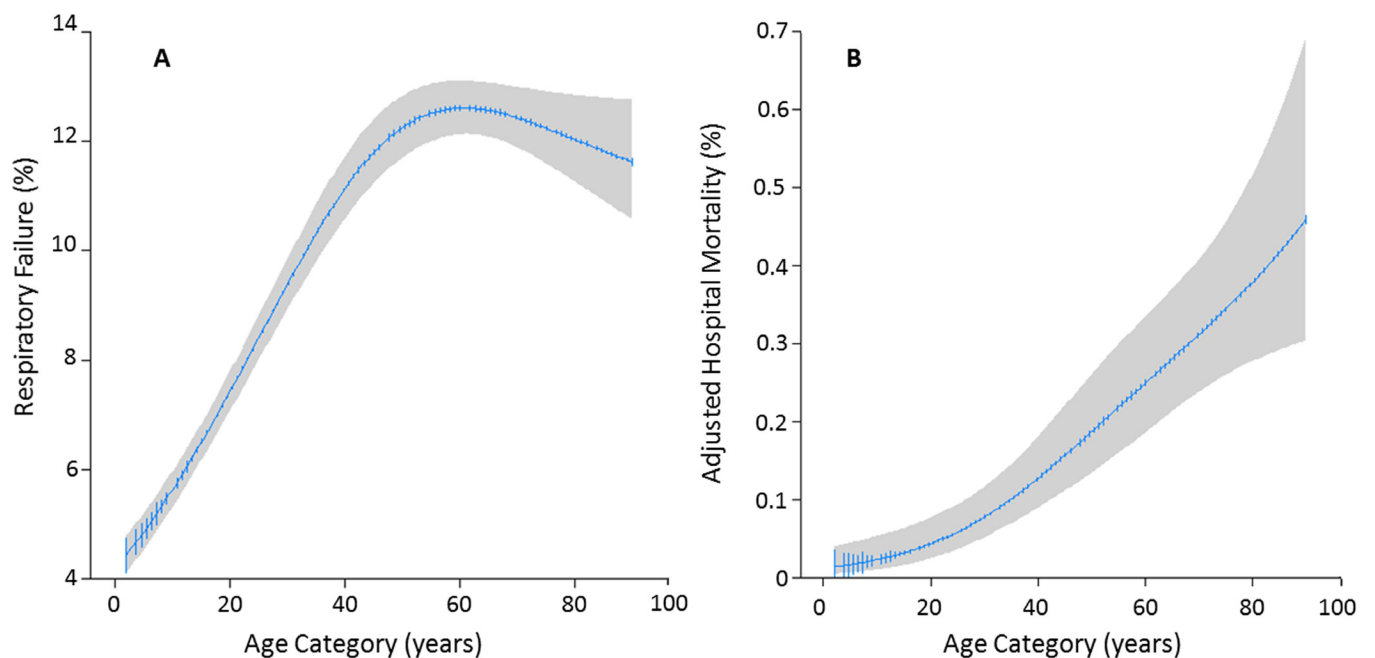 A
Respiratory Failure (%)
14
12
10
8
6
4
0 20 40 60 80 100
Age Category (years)
B
Adjusted Hospital Mortality (%)
0.7
0.6
0.5
0.4
0.3
0.2
0.1
0
0 20 40 60 80 100
Age Category (years)